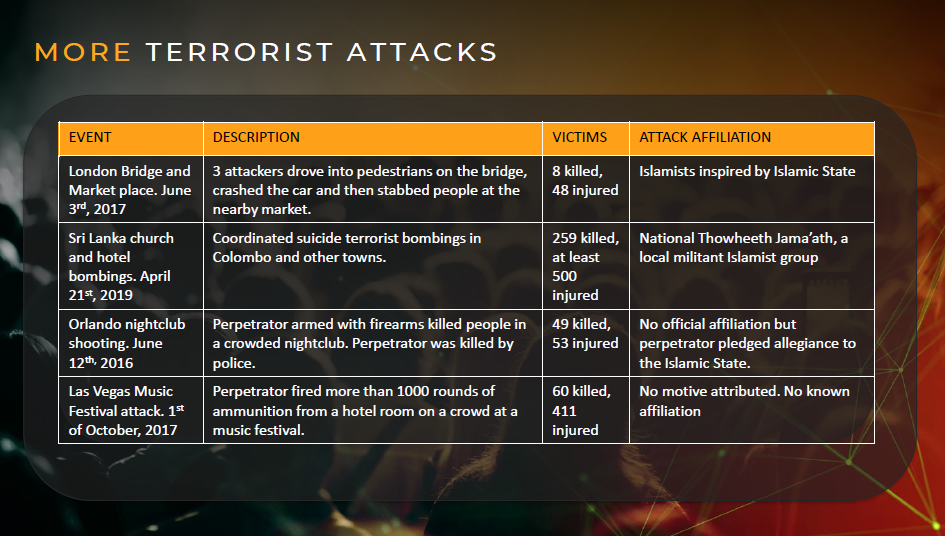 MORE TERRORIST ATTACKS
EVENT
DESCRIPTION
VICTIMS
ATTACK AFFILIATION
London Bridge and
Market place. June
3rd, 2017
3 attackers drove into pedestrians on the bridge,
crashed the car and then stabbed people at the
nearby market.
8 killed,
48 injured
Islamists inspired by Islamic State
Sri Lanka church
and hotel
bombings. April
21st, 2019
Coordinated suicide terrorist bombings in
Colombo and other towns.
259 killed,
at least
500
injured
National Thowheeth Jama’ath, a
local militant Islamist group
Orlando nightclub
shooting. June
12th, 2016
Perpetrator armed with firearms killed people in
a crowded nightclub. Perpetrator was killed by
police.
49 killed,
53 injured
No official affiliation but
perpetrator pledged allegiance to
the Islamic State.
Las Vegas Music
Festival attack. 1st
of October, 2017
Perpetrator fired more than 1000 rounds of
ammunition from a hotel room on a crowd at a
music festival.
60 killed,
411
injured
No motive attributed. No known
affiliation